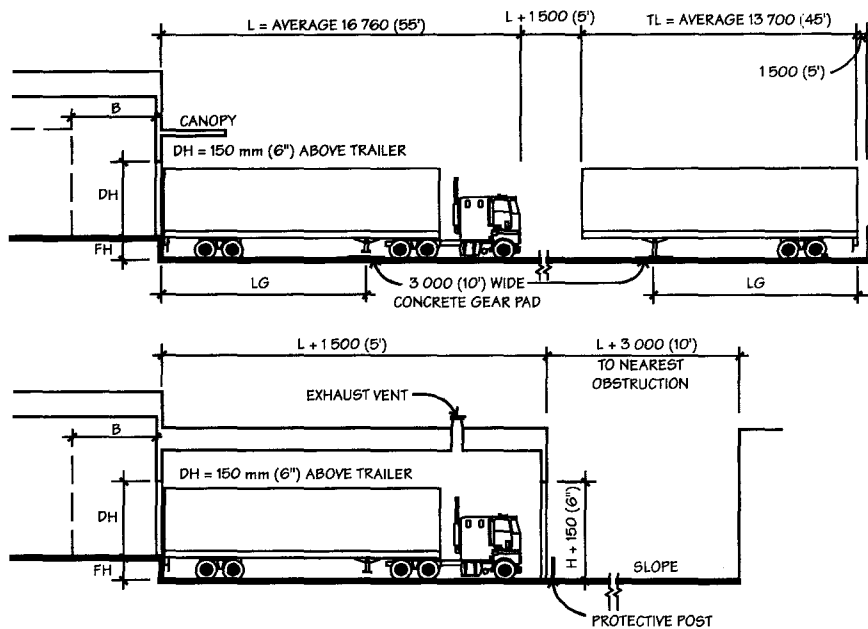 L = AVERAGE 16 760 (55')
L + 1 500 (5')
TL = AVERAGE 13 700 (45')
1 500 (5')
B
CANOPY
DH = 150 mm (6") ABOVE TRAILER
DH
FH
LG
3 000 (10') WIDE
CONCRETE GEAR PAD
LG
L + 1 500 (5')
L + 3 000 (10')
TO NEAREST
OBSTRUCTION
EXHAUST VENT
B
DH = 150 mm (6") ABOVE TRAILER
DH
H + 150 (6")
FH
SLOPE
PROTECTIVE POST